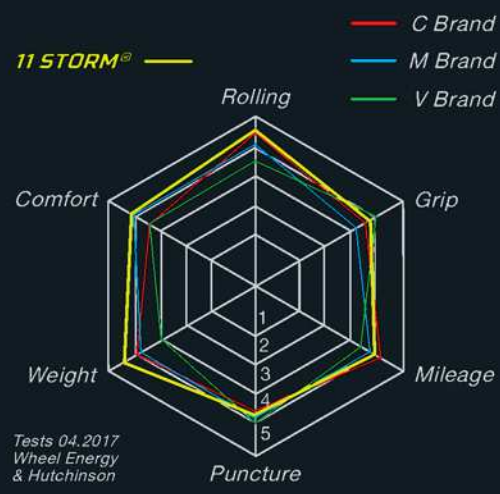 C Brand
11 STORM
M Brand
V Brand
Rolling
Comfort
Grip
1
2
3
4
5
Weight
Mileage
Puncture
Tests 04.2017
Wheel Energy
& Hutchinson